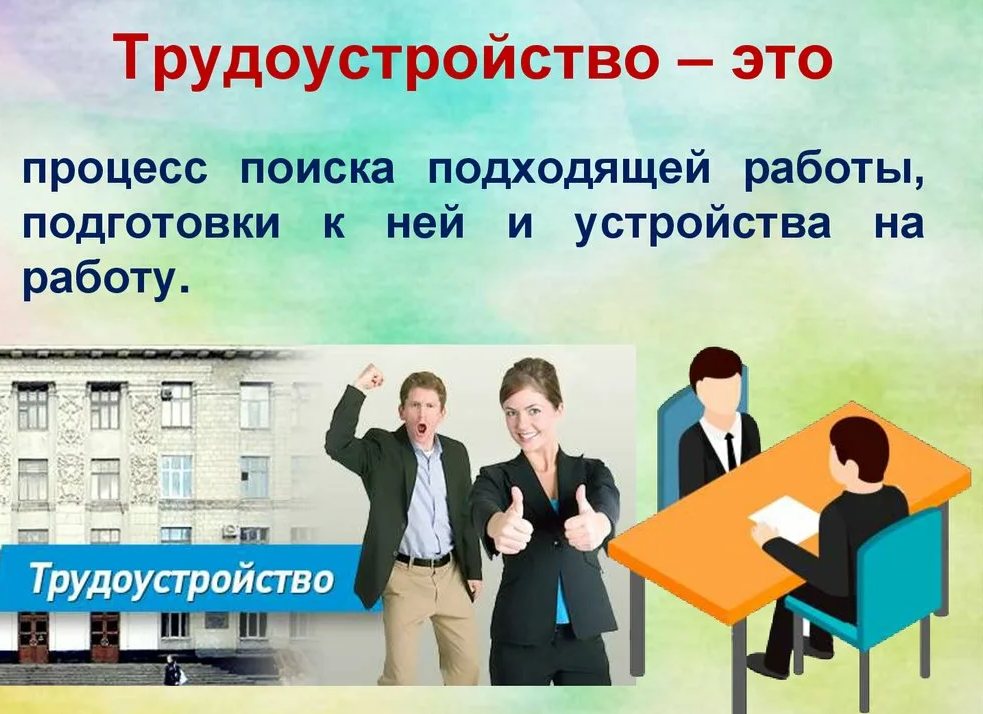 Трудоустройство – это
процесс поиска подходящей работы,
подготовки к ней и устройства на
работу.
Трудоустройство